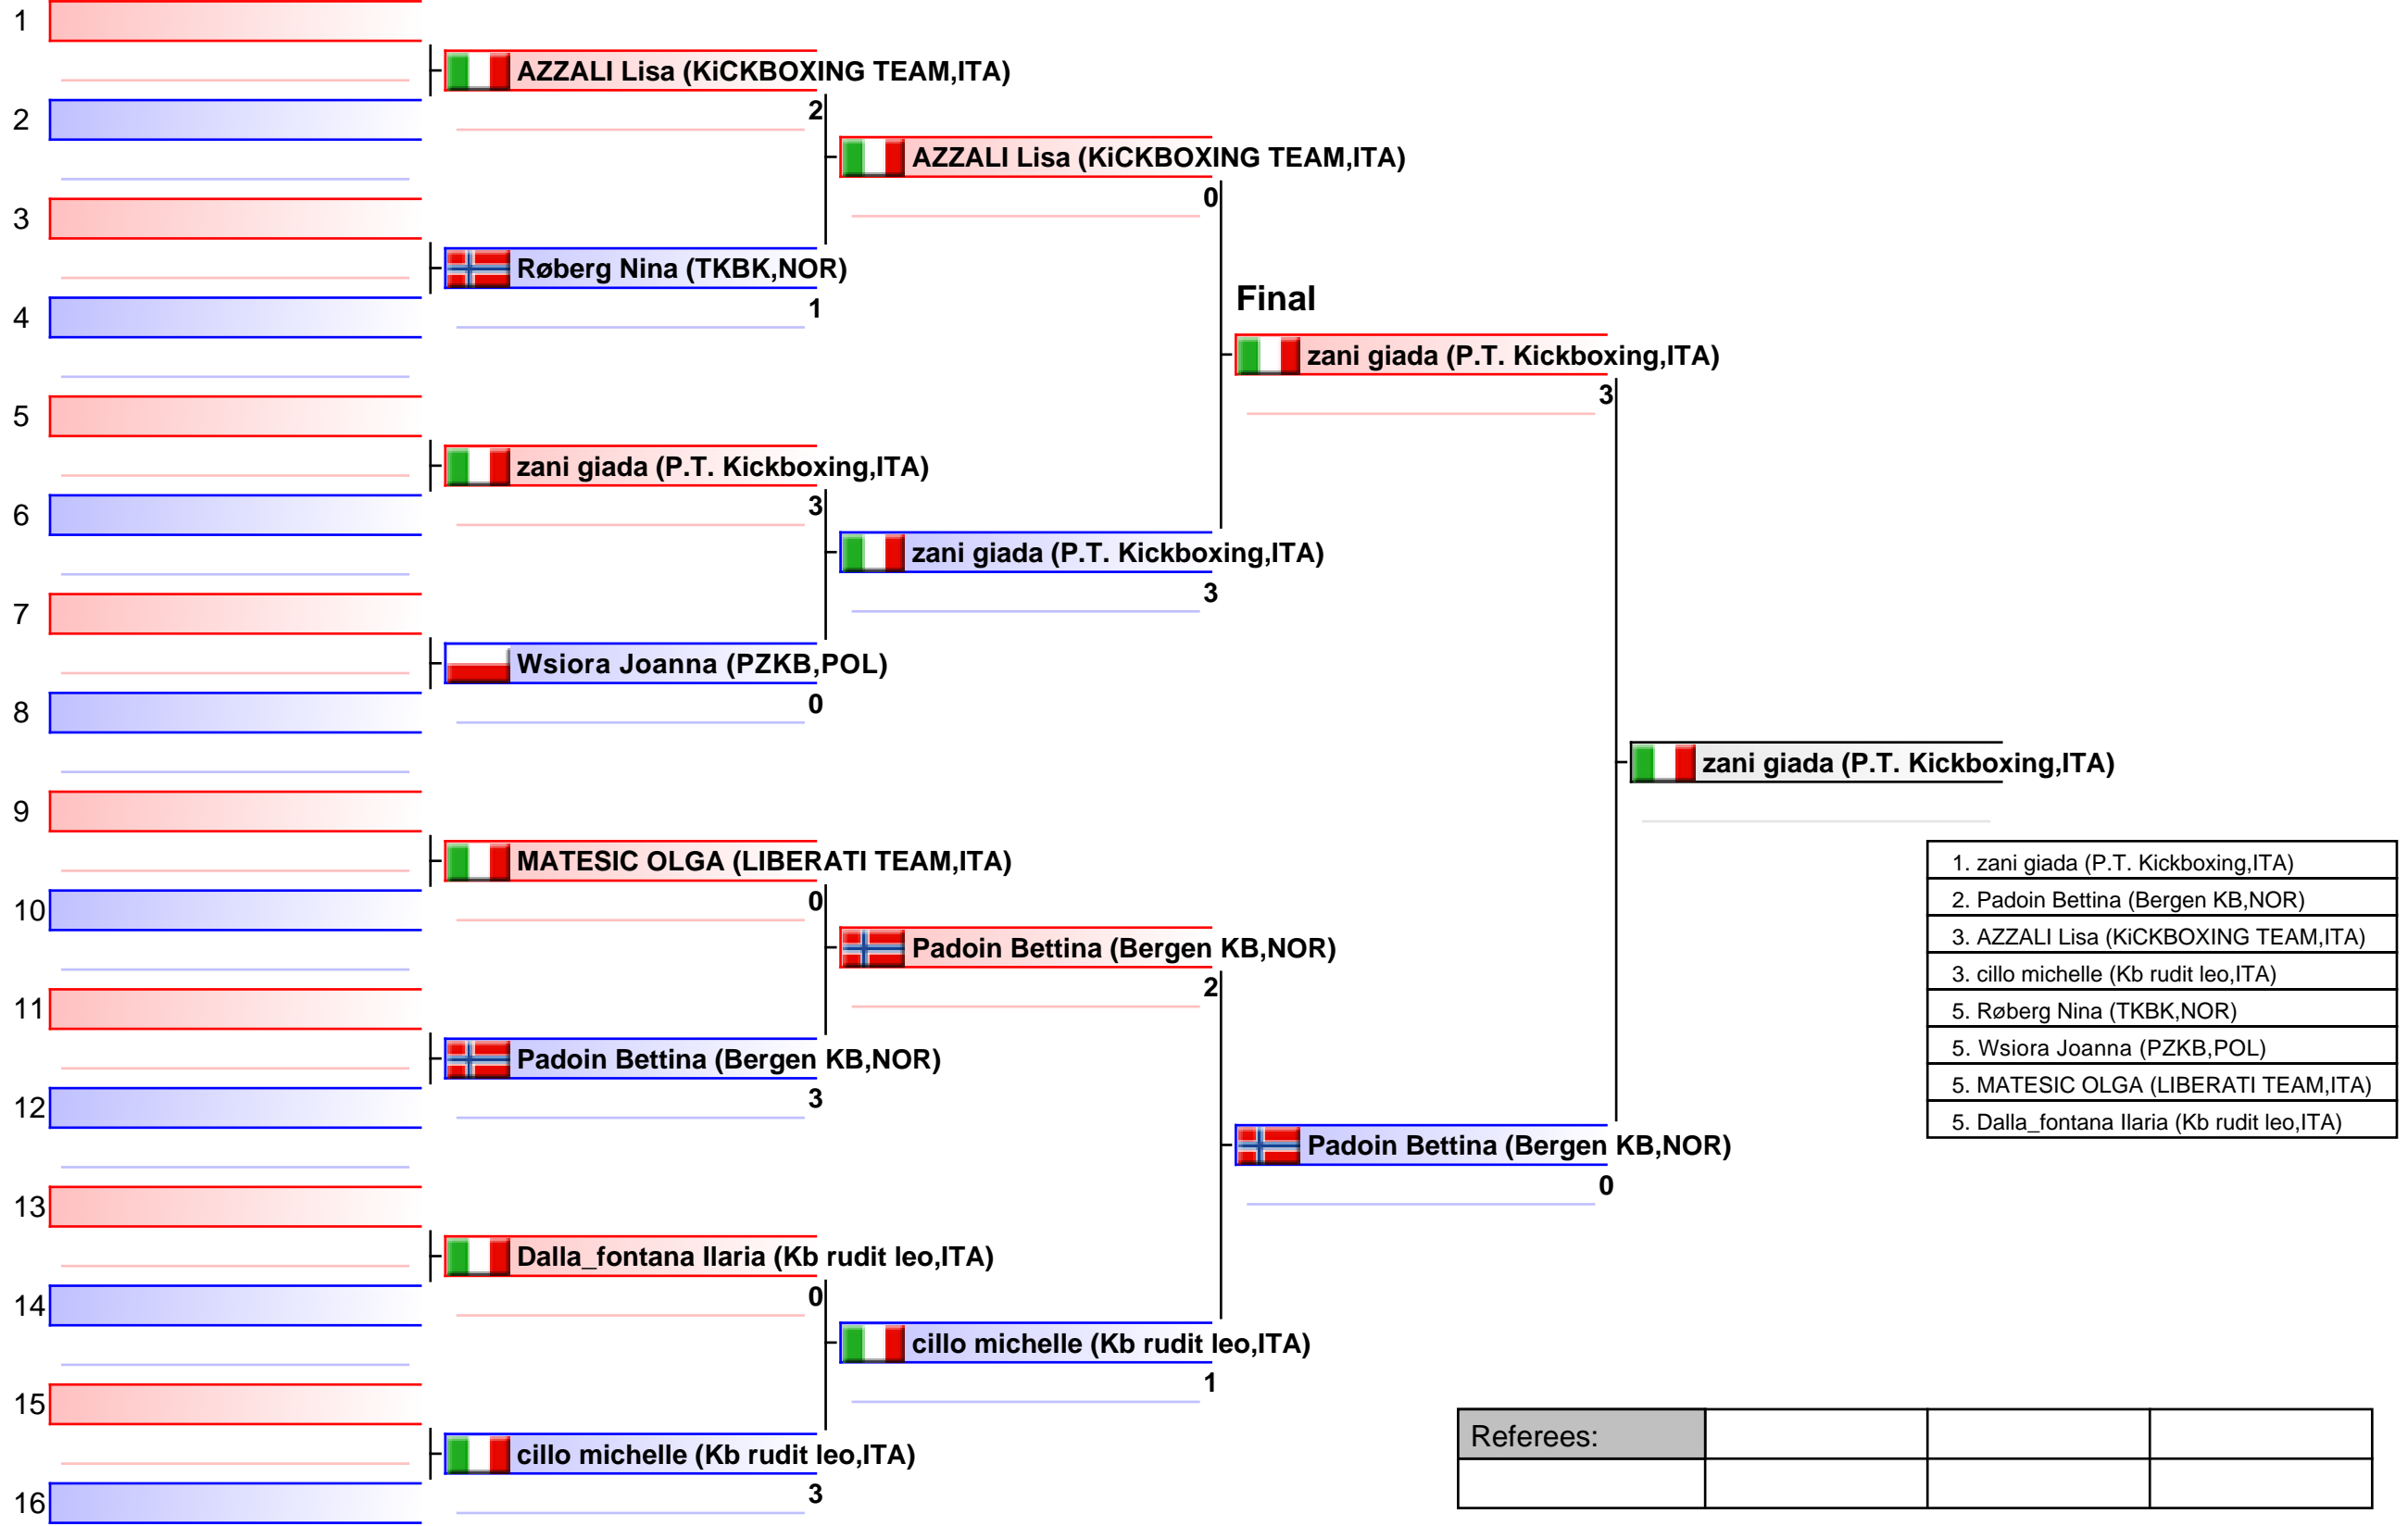 1
AZZALI Lisa (KiCKBOXING TEAM,ITA)
2
2
AZZALI Lisa (KiCKBOXING TEAM,ITA)
0
3
Røberg Nina (TKBK,NOR)
1
4
Final
zani giada (P.T. Kickboxing,ITA)
3
5
zani giada (P.T. Kickboxing,ITA)
3
6
zani giada (P.T. Kickboxing,ITA)
3
7
Wsiora Joanna (PZKB,POL)
0
8
zani giada (P.T. Kickboxing,ITA)
9
MATESIC OLGA (LIBERATI TEAM,ITA)
0
10
Padoin Bettina (Bergen KB,NOR)
2
11
Padoin Bettina (Bergen KB,NOR)
3
12
Padoin Bettina (Bergen KB,NOR)
0
13
Dalla_fontana Ilaria (Kb rudit leo,ITA)
0
14
cillo michelle (Kb rudit leo,ITA)
1
15
cillo michelle (Kb rudit leo,ITA)
3
16
1. zani giada (P.T. Kickboxing,ITA)
2. Padoin Bettina (Bergen KB,NOR)
3. AZZALI Lisa (KiCKBOXING TEAM,ITA)
3. cillo michelle (Kb rudit leo,ITA)
5. Røberg Nina (TKBK,NOR)
5. Wsiora Joanna (PZKB,POL)
5. MATESIC OLGA (LIBERATI TEAM,ITA)
5. Dalla_fontana Ilaria (Kb rudit leo,ITA)
Referees: